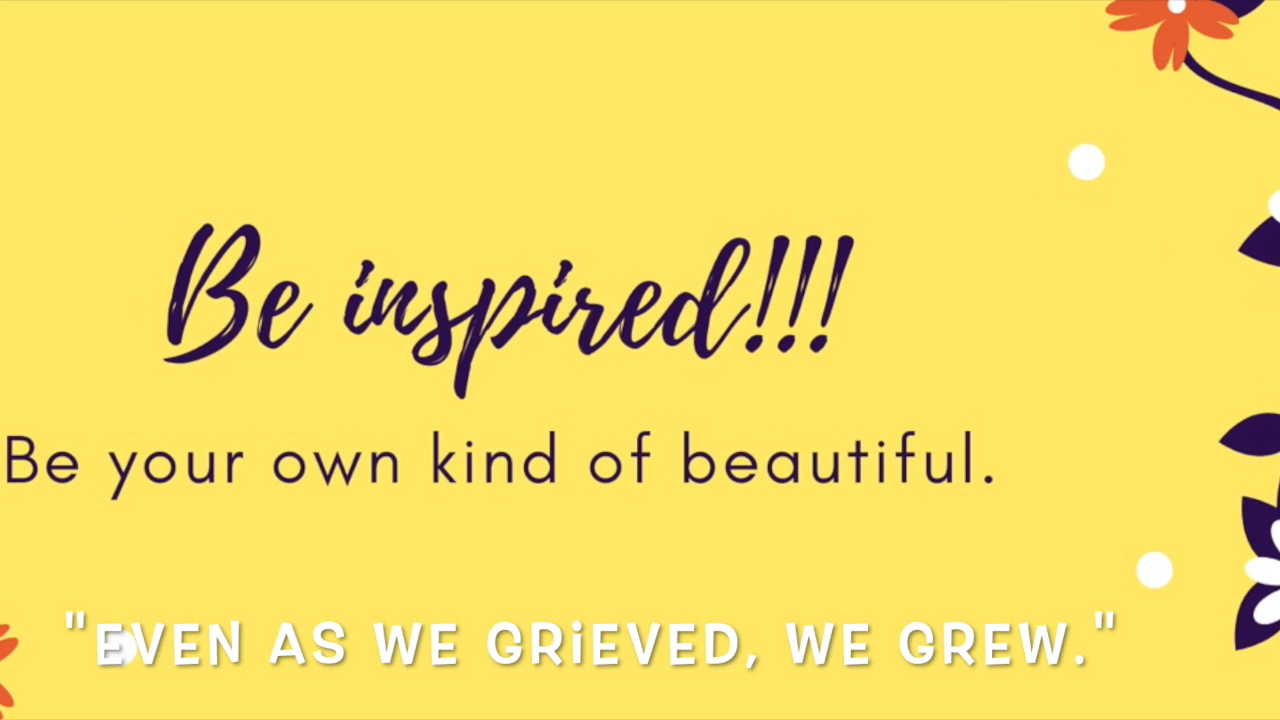 Be inspired!!!
Be your own kind of beautiful.
"EVEN AS WE GRiEVED, WE GREW."